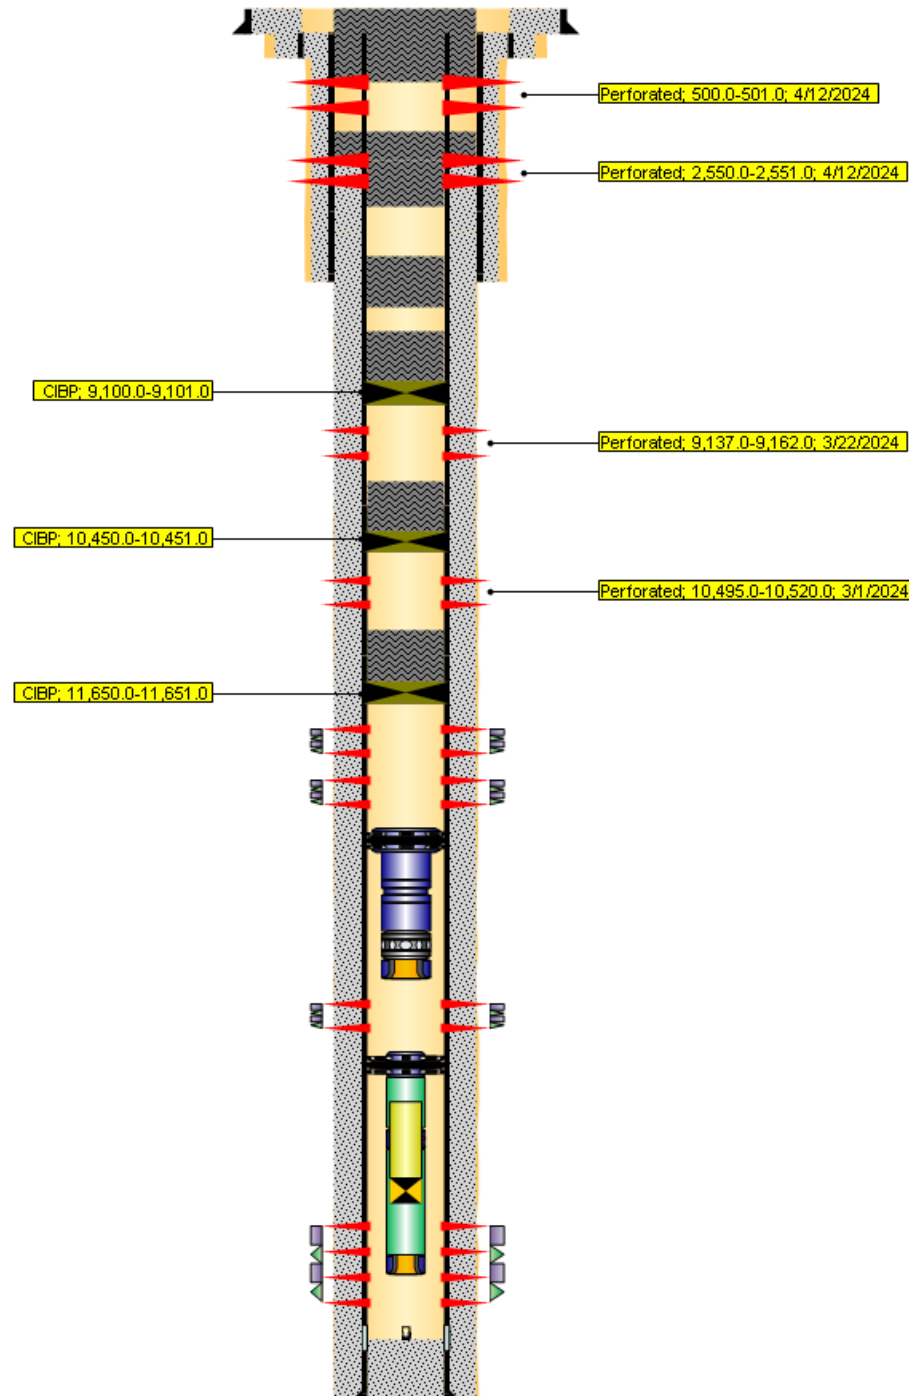 Perforated; 500.0-501.0; 4/12/2024
Perforated; 2,550.0-2,551.0; 4/12/2024
CIBP; 9,100.0-9,101.0
Perforated; 9,137.0-9,162.0; 3/22/2024
CIBP; 10,450.0-10,451.0
Perforated; 10,495.0-10,520.0; 3/1/2024
CIBP; 11,650.0-11,651.0